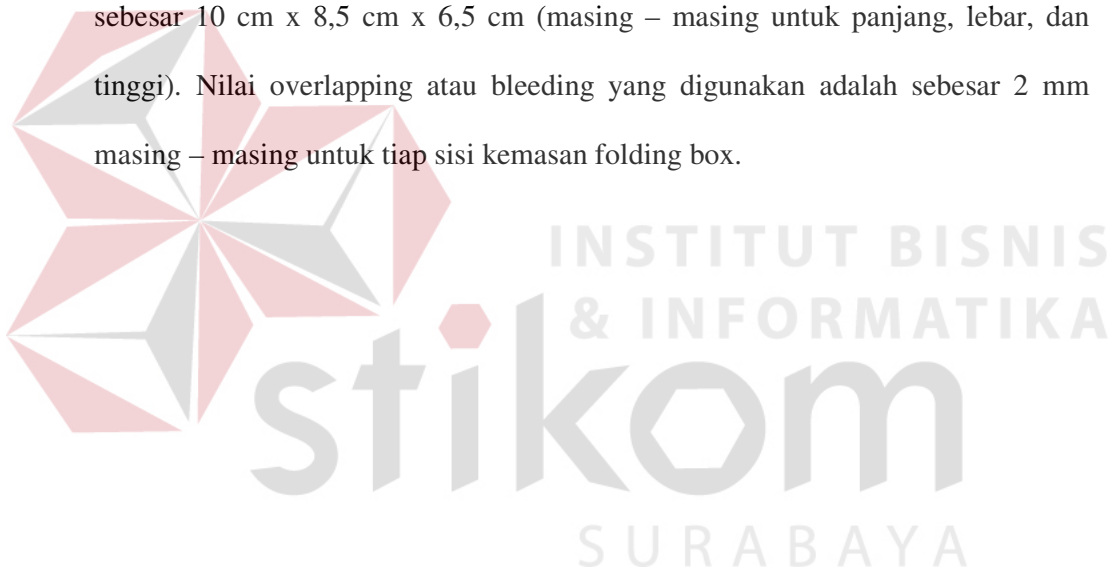 sebesar 10 cm x 8,5 cm x 6,5 cm (masing – masing untuk panjang, lebar, dan
tinggi). Nilai overlapping atau bleeding yang digunakan adalah sebesar 2 mm
masing – masing untuk tiap sisi kemasan folding box.
INSTITUT BISNIS
& INFORMATIKA
stikom
SURABAYA